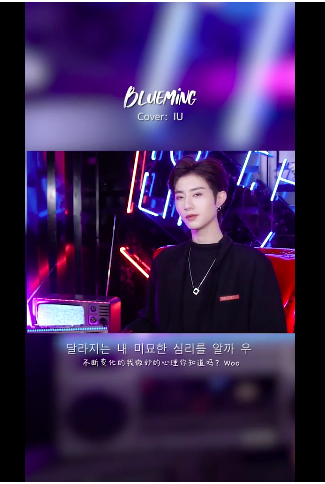 BLUEMING
Cover: IU
달라지는 내 미묘한 심리를 알까 우
不断变化的我微妙的心理你知道吗? Woo